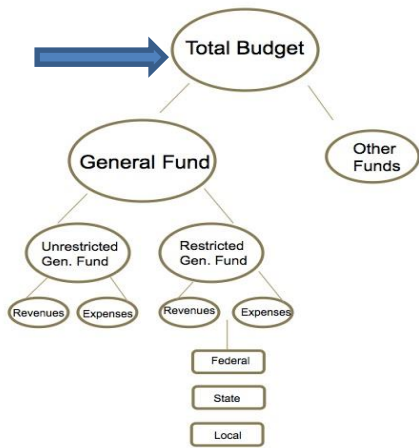 Total Budget
General Fund
Other
Funds
Unrestricted
Gen. Fund
Restricted
Gen. Fund
Revenues
Expenses
Revenues
Expenses
Federal
State
Local